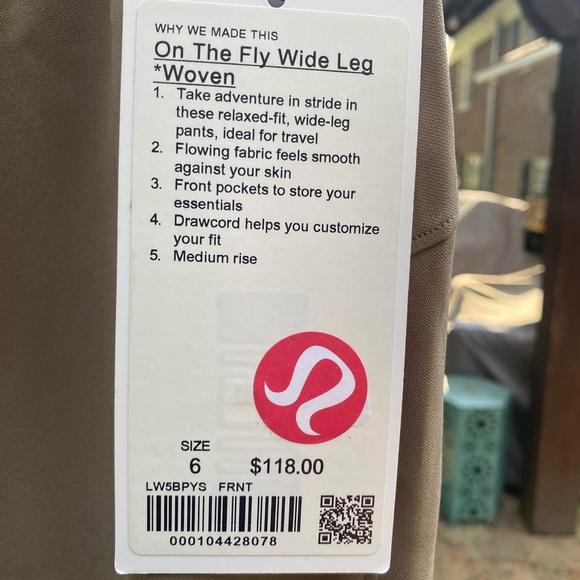 WHY WE MADE THIS
On The Fly Wide Leg
*Woven
1. Take adventure in stride in
these relaxed-fit, wide-leg
pants, ideal for travel
2. Flowing fabric feels smooth
against your skin
3. Front pockets to store your
essentials
4. Drawcord helps you customize
your fit
5. Medium rise
SIZE
6 $118.00
LW5BPYS FRNT
000104428078